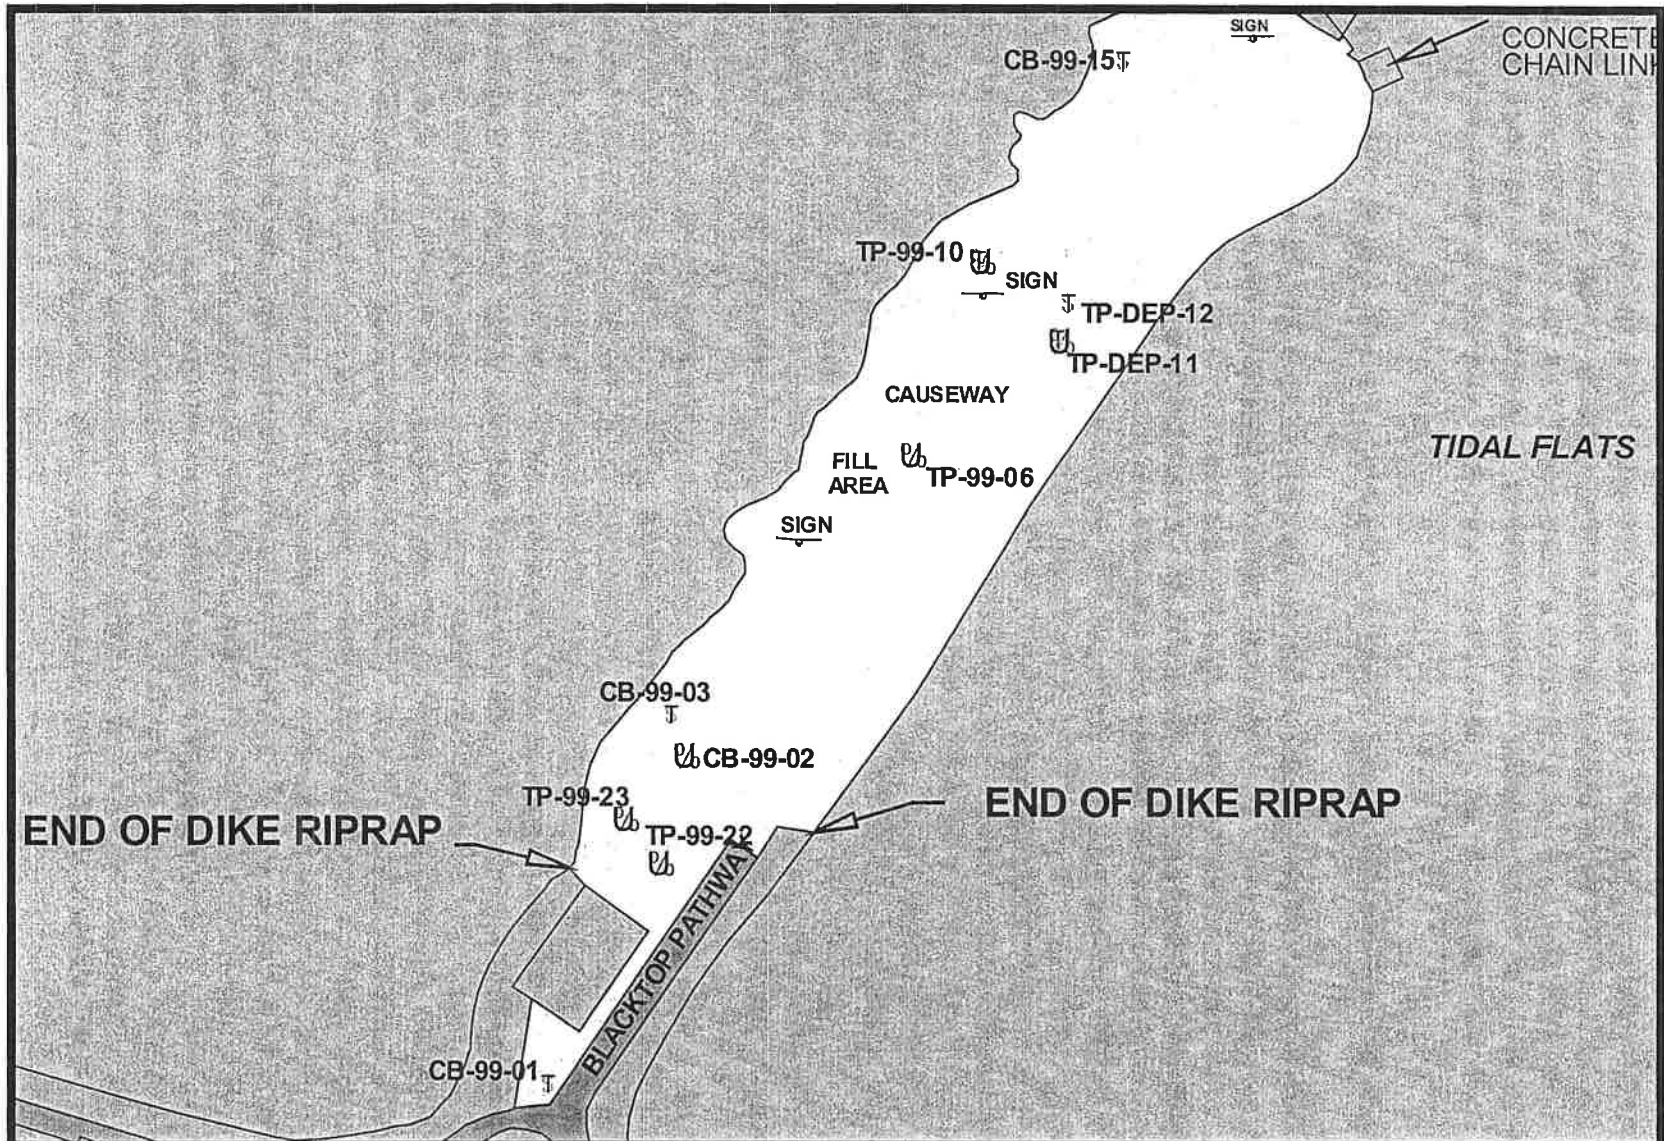 SIGN
CONCRETE
CHAIN LINK
CB-99-15
TP-99-10
SIGN
TP-DEP-12
TP-DEP-11
CAUSEWAY
TIDAL FLATS
FILL
AREA
TP-99-06
SIGN
CB-99-03
CB-99-02
TP-99-23
END OF DIKE RIPRAP
END OF DIKE RIPRAP
TP-99-22
BLACKTOP PATHWAY
CB-99-01